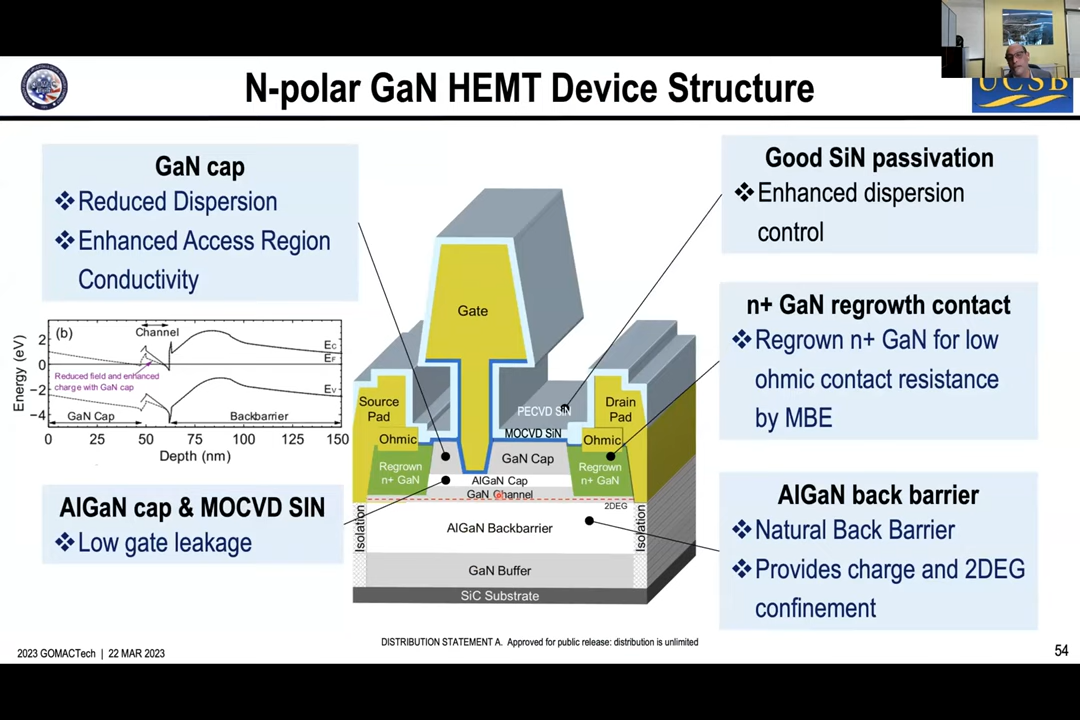 N-polar GaN HEMT Device Structure
UCSB
GaN cap
❖Reduced Dispersion
❖Enhanced Access Region
Conductivity
Good SiN passivation
❖Enhanced dispersion
control
n+ GaN regrowth contact
❖Regrown n+ GaN for low
ohmic contact resistance
by MBE
(b)
Channel
Energy (eV)
2
0
−2
−4
EC
EF
EV
Reduced field and enhanced
charge with GaN cap
GaN Cap
Backbarrier
0 25 50 75 100 125 150
Depth (nm)
Gate
Source
Pad
Drain
Pad
PECVD SiN
MOCVD SiN
Ohmic
Ohmic
GaN Cap
Regrown
n+ GaN
Regrown
n+ GaN
AlGaN Cap
GaN Channel
2DEG
Isolation
AlGaN Backbarrier
Isolation
GaN Buffer
SiC Substrate
AlGaN cap & MOCVD SIN
❖Low gate leakage
AlGaN back barrier
❖Natural Back Barrier
❖Provides charge and 2DEG
confinement
DISTRIBUTION STATEMENT A. Approved for public release: distribution is unlimited
2023 GOMACTech | 22 MAR 2023
54